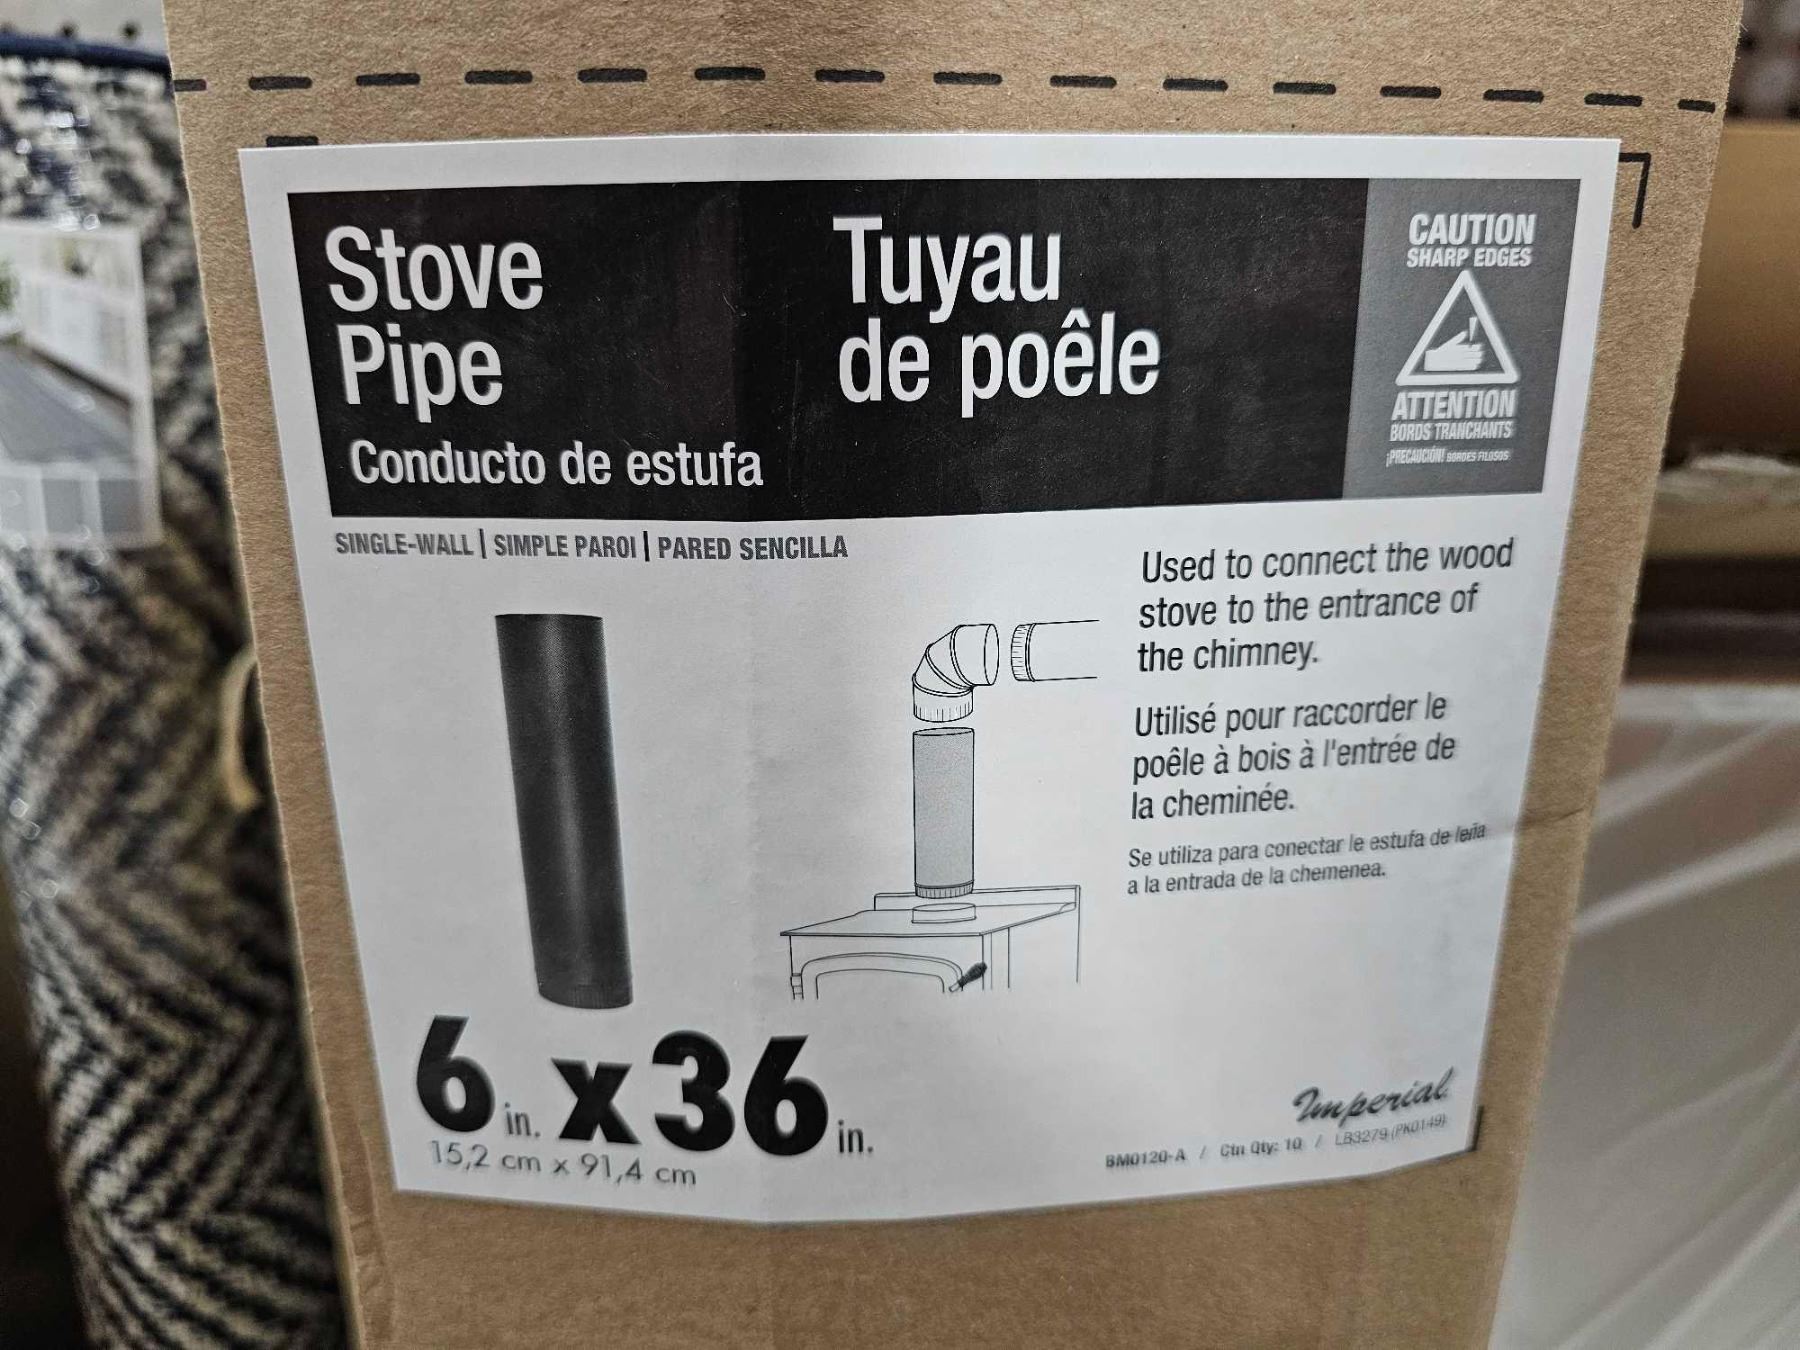 Stove
Pipe
Conducto de estufa
Tuyau
de poêle
CAUTION
SHARP EDGES
ATTENTION
BORDS TRANCHANTS
¡PRECAUCIÓN! BORDES FILOSOS
SINGLE-WALL | SIMPLE PAROI | PARED SENCILLA
Used to connect the wood
stove to the entrance of
the chimney.
Utilisé pour raccorder le
poêle à bois à l'entrée de
la cheminée.
Se utiliza para conectar le estufa de leña
a la entrada de la chemenea.
6 in. x 36 in.
15,2 cm x 91,4 cm
Imperial
BM0120-A / Ctn Qty: 10 / LB3279 (PK0149)